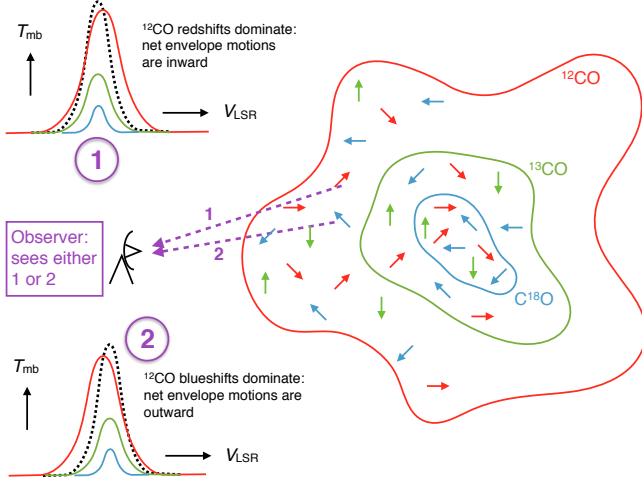 T_mb
¹²CO redshifts dominate:
net envelope motions
are inward
V_LSR
1
¹²CO
¹³CO
C¹⁸O
1
2
Observer:
sees either
1 or 2
2
T_mb
¹²CO blueshifts dominate:
net envelope motions are
outward
V_LSR